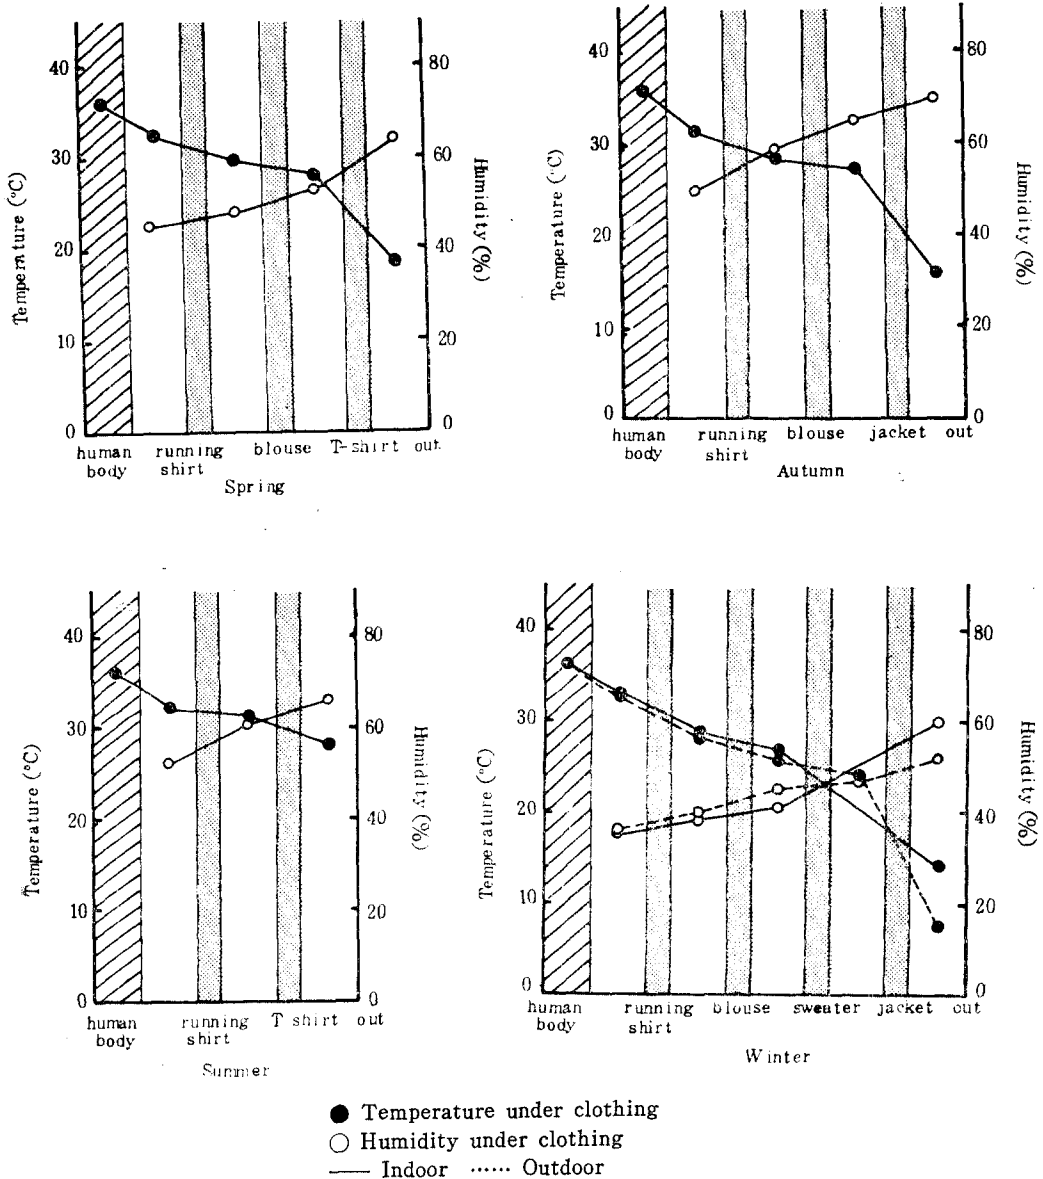 40
30
20
10
0
Temperature (°C)
80
60
40
20
0
Humidity (%)
human running blouse T-shirt out
body shirt
Spring
40
30
20
10
0
Temperature (°C)
80
60
40
20
0
Humidity (%)
human running blouse jacket out
body shirt
Autumn
40
30
20
10
0
Temperature (°C)
80
60
40
20
0
Humidity (%)
human running T shirt out
body shirt
Summer
40
30
20
10
0
Temperature (°C)
80
60
40
20
0
Humidity (%)
human running blouse sweater jacket out
body shirt
Winter
Temperature under clothing
Humidity under clothing
Indoor Outdoor